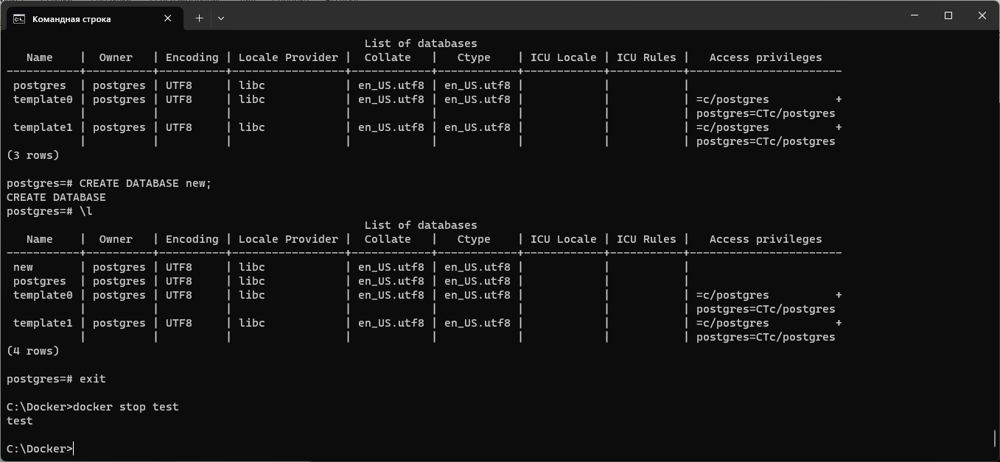 Командная строка
List of databases
Name | Owner | Encoding | Locale Provider | Collate | Ctype | ICU Locale | ICU Rules | Access privileges
-----------+----------+----------+-----------------+------------+------------+------------+-----------+-----------------------
postgres | postgres | UTF8 | libc | en_US.utf8 | en_US.utf8 | | |
template0 | postgres | UTF8 | libc | en_US.utf8 | en_US.utf8 | | | =c/postgres +
| | | | | | | | postgres=CTc/postgres
template1 | postgres | UTF8 | libc | en_US.utf8 | en_US.utf8 | | | =c/postgres +
| | | | | | | | postgres=CTc/postgres
(3 rows)
postgres=# CREATE DATABASE new;
CREATE DATABASE
postgres=# \l
List of databases
Name | Owner | Encoding | Locale Provider | Collate | Ctype | ICU Locale | ICU Rules | Access privileges
-----------+----------+----------+-----------------+------------+------------+------------+-----------+-----------------------
new | postgres | UTF8 | libc | en_US.utf8 | en_US.utf8 | | |
postgres | postgres | UTF8 | libc | en_US.utf8 | en_US.utf8 | | |
template0 | postgres | UTF8 | libc | en_US.utf8 | en_US.utf8 | | | =c/postgres +
| | | | | | | | postgres=CTc/postgres
template1 | postgres | UTF8 | libc | en_US.utf8 | en_US.utf8 | | | =c/postgres +
| | | | | | | | postgres=CTc/postgres
(4 rows)
postgres=# exit
C:\Docker>docker stop test
test
C:\Docker>